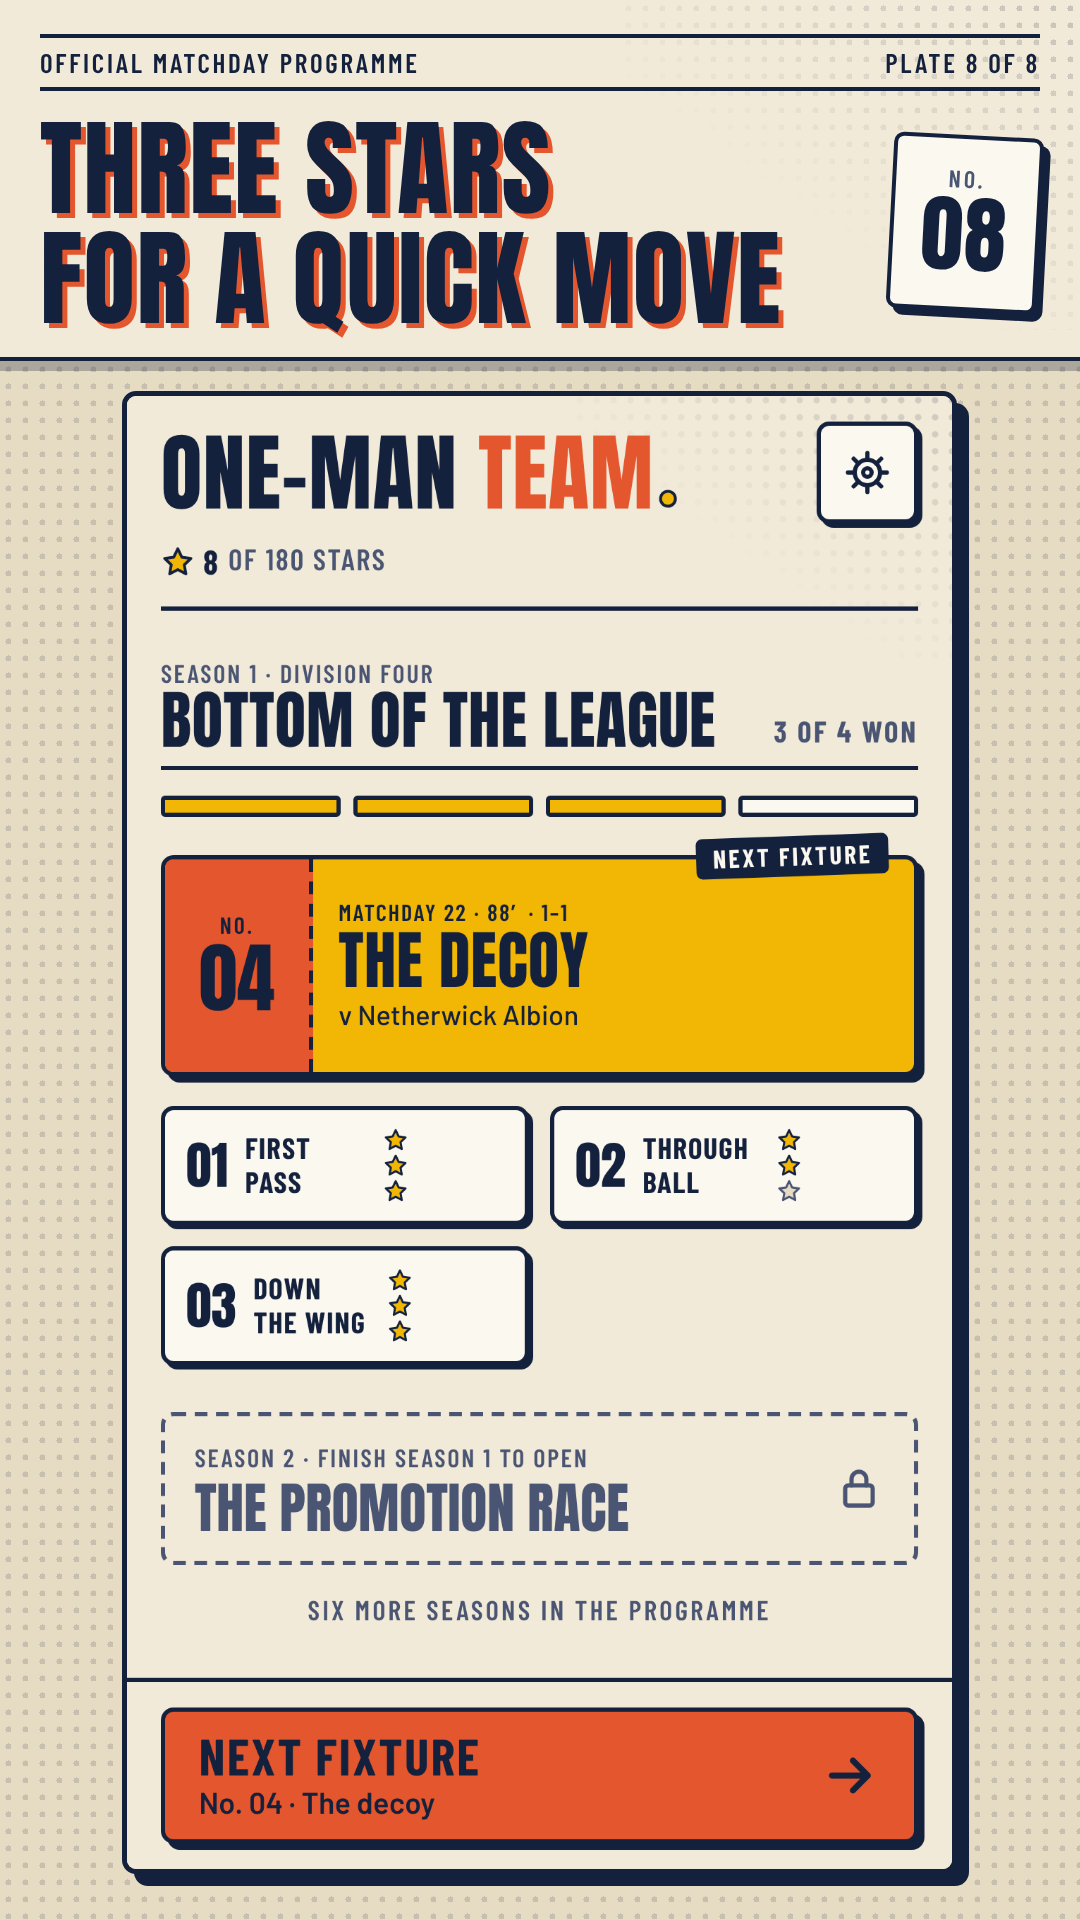 OFFICIAL MATCHDAY PROGRAMME
PLATE 8 OF 8
THREE STARS
FOR A QUICK MOVE
NO.
08
ONE-MAN TEAM.
8 OF 180 STARS
SEASON 1 · DIVISION FOUR
BOTTOM OF THE LEAGUE
3 OF 4 WON
NEXT FIXTURE
NO.
04
MATCHDAY 22 · 88′ · 1–1
THE DECOY
v Netherwick Albion
01
FIRST
PASS
02
THROUGH
BALL
03
DOWN
THE WING
SEASON 2 · FINISH SEASON 1 TO OPEN
THE PROMOTION RACE
SIX MORE SEASONS IN THE PROGRAMME
NEXT FIXTURE
No. 04 · The decoy